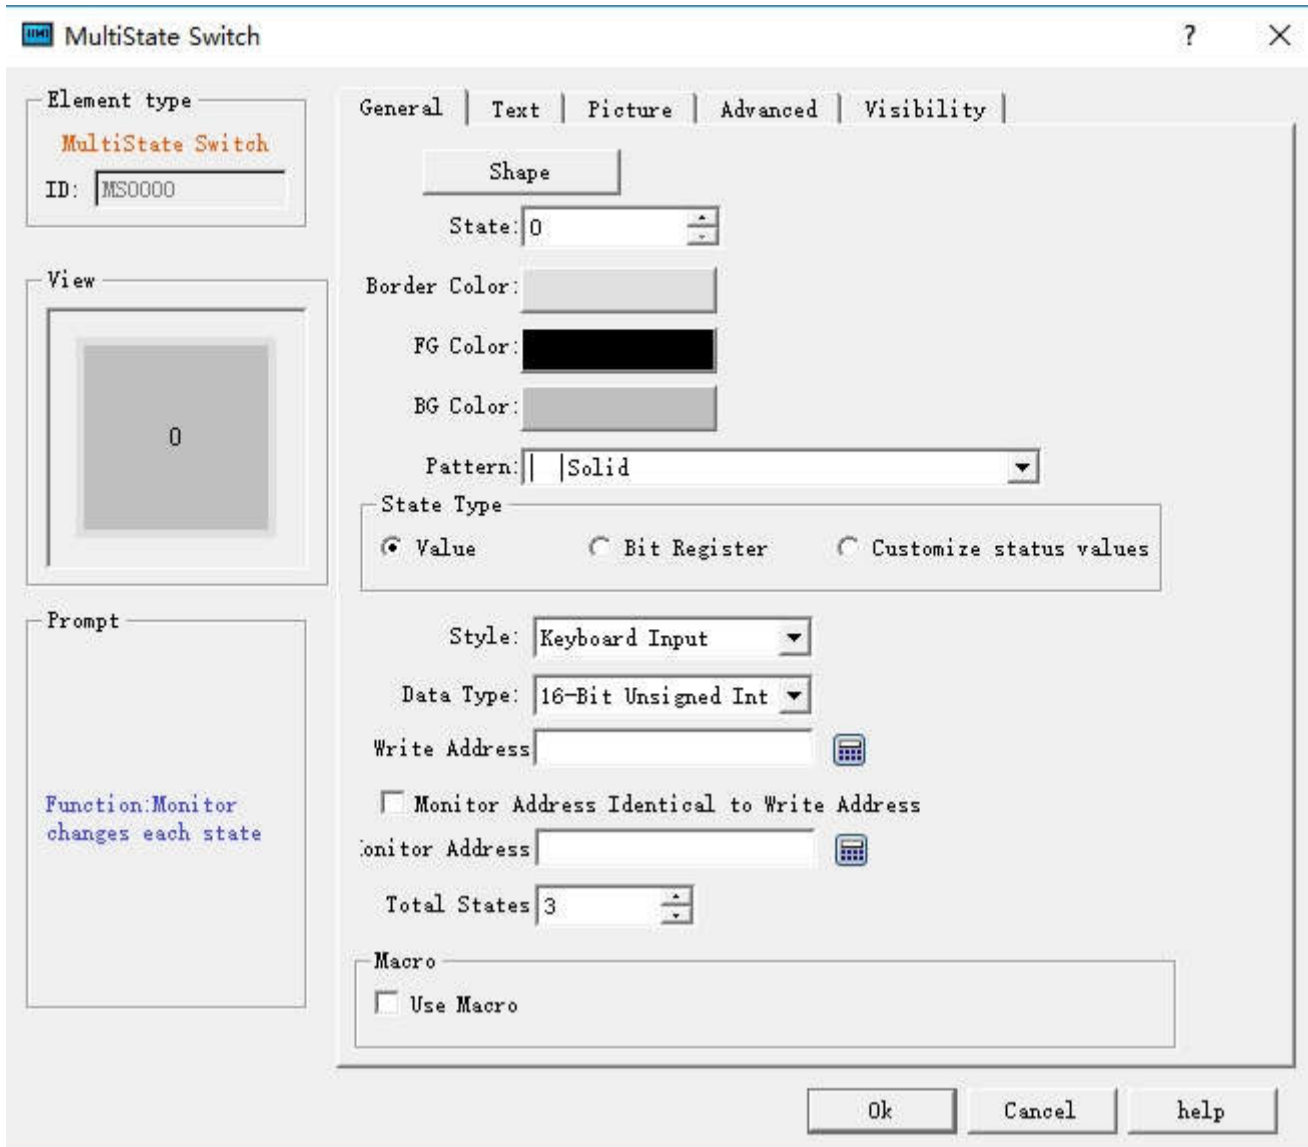 MultiState Switch
Element type
MultiState Switch
ID: MS0000
View
0
Prompt
Function:Monitor
changes each state
General Text Picture Advanced Visibility
Shape
State: 0
Border Color:
FG Color:
BG Color:
Pattern: Solid
State Type
Value Bit Register Customize status values
Style: Keyboard Input
Data Type: 16-Bit Unsigned Int
Write Address
Monitor Address Identical to Write Address
onitor Address
Total States 3
Macro
Use Macro
Ok Cancel help